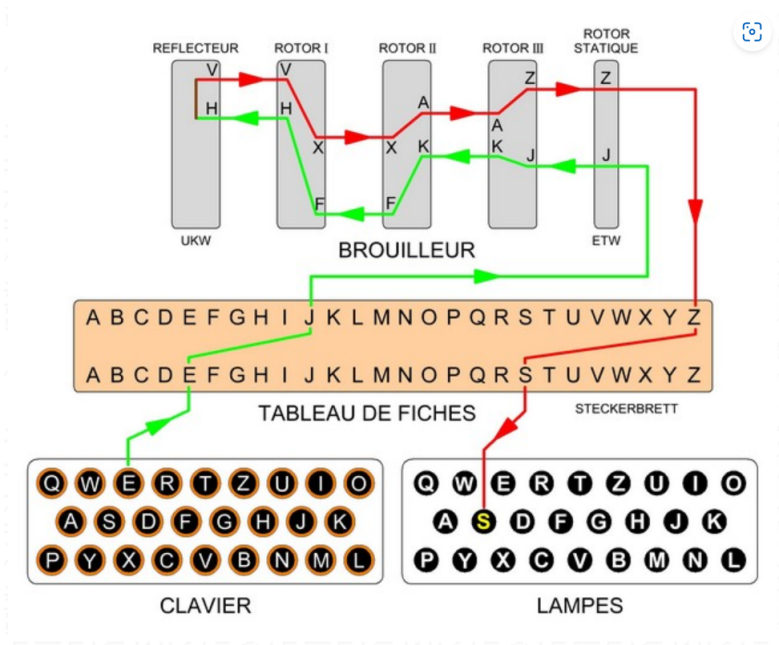 REFLECTEUR ROTOR I ROTOR II ROTOR III ROTOR STATIQUE
V V Z Z
H H A
A
X X K K J J
F F
UKW ETW
BROUILLEUR
A B C D E F G H I J K L M N O P Q R S T U V W X Y Z
A B C D E F G H I J K L M N O P Q R S T U V W X Y Z
TABLEAU DE FICHES STECKERBRETT
Q W E R T Z U I O
A S D F G H J K
P Y X C V B N M L
CLAVIER
Q W E R T Z U I O
A S D F G H J K
P Y X C V B M N L
LAMPES